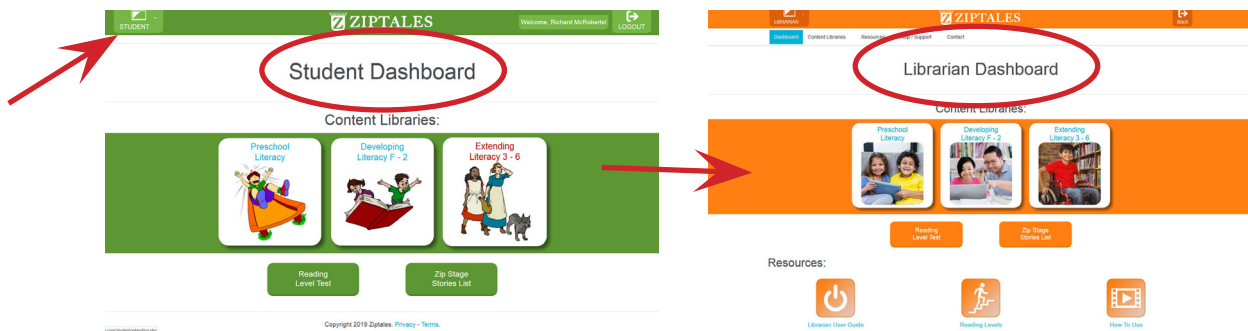 STUDENT
ZIPTALES
Welcome, Richard McRoberts!
LOGOUT
Student Dashboard
Content Libraries:
Preschool
Literacy
Developing
Literacy F - 2
Extending
Literacy 3 - 6
Reading
Level Test
Zip Stage
Stories List
Copyright 2019 Ziptales. Privacy - Terms.
LIBRARIAN
ZIPTALES
Back
Dashboard
Content Libraries
Resources
/ Support
Contact
Librarian Dashboard
Content Libraries:
Preschool
Literacy
Developing
Literacy F - 2
Extending
Literacy 3 - 6
Reading
Level Test
Zip Stage
Stories List
Resources:
Librarian User Guide
Reading Levels
How To Use